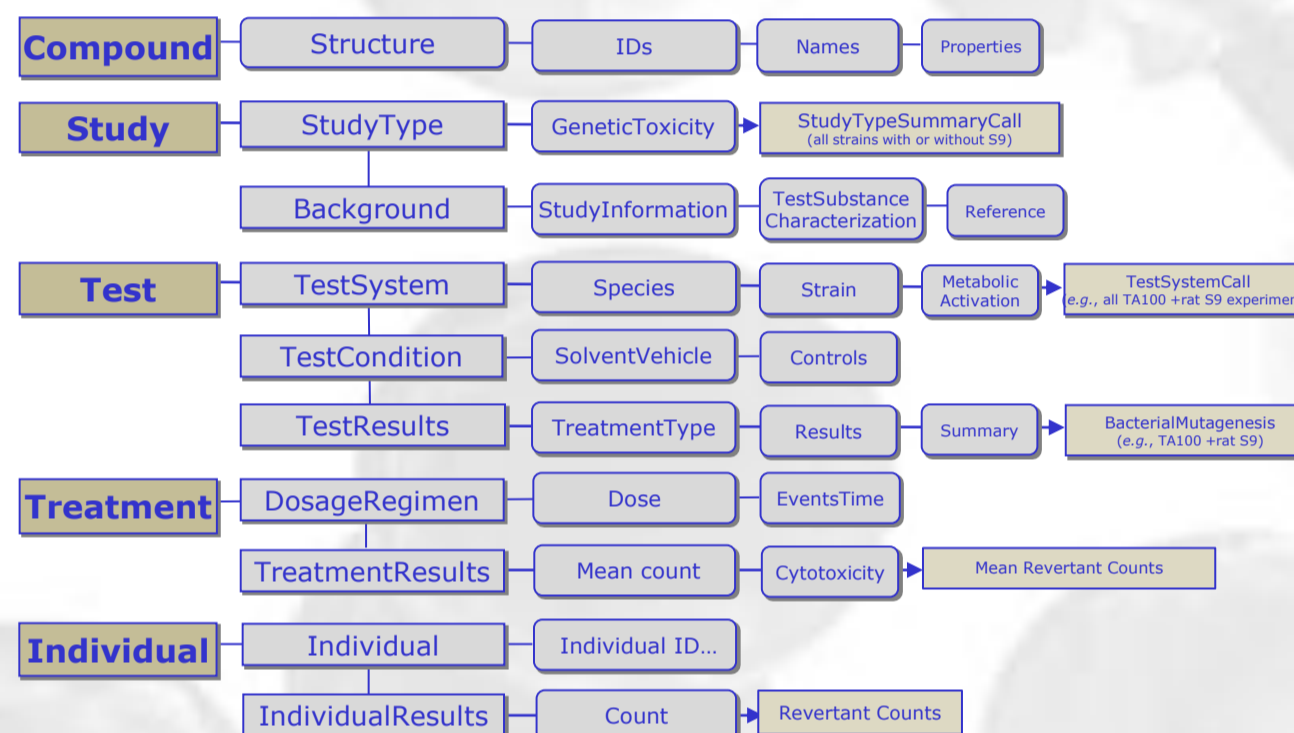 Compound
Structure
IDs
Names
Properties
Study
StudyType
GeneticToxicity
StudyTypeSummaryCall
(all strains with or without S9)
Background
StudyInformation
TestSubstance
Characterization
Reference
Test
TestSystem
Species
Strain
Metabolic
Activation
TestSystemCall
(e.g., all TA100 +rat S9 experimen
TestCondition
SolventVehicle
Controls
TestResults
TreatmentType
Results
Summary
BacterialMutagenesis
(e.g., TA100 +rat S9)
Treatment
DosageRegimen
Dose
EventsTime
TreatmentResults
Mean count
Cytotoxicity
Mean Revertant Counts
Individual
Individual
Individual ID...
IndividualResults
Count
Revertant Counts